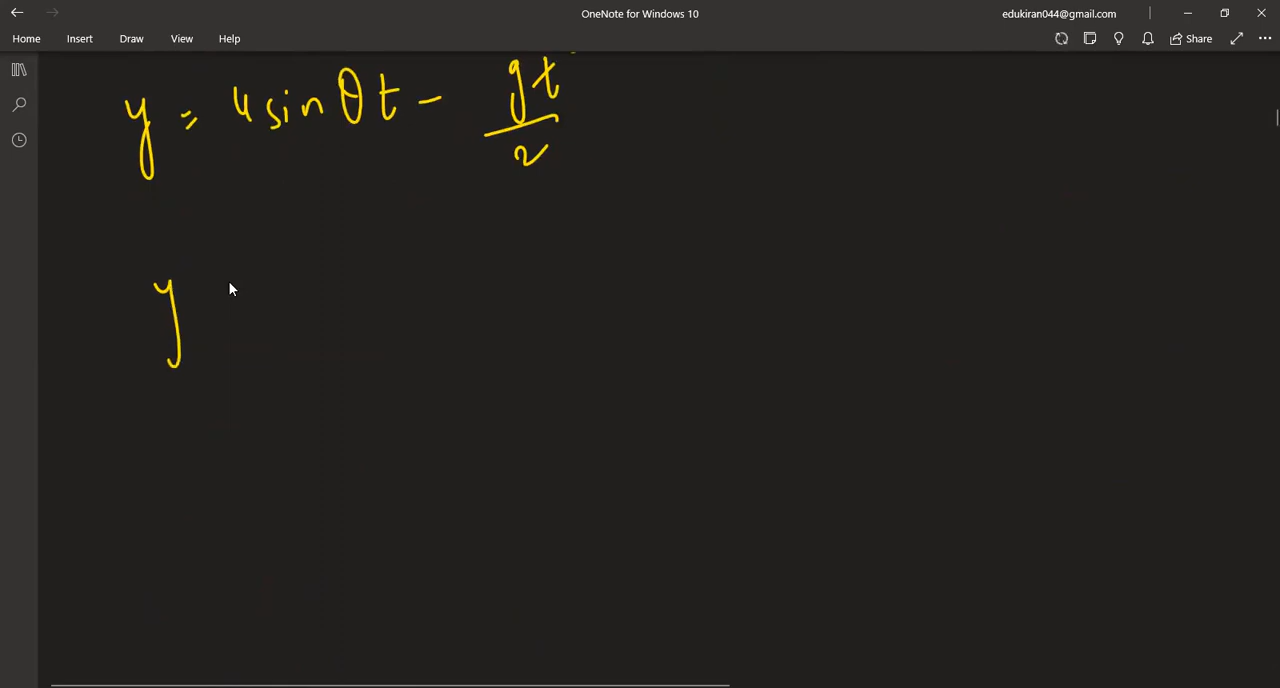 OneNote for Windows 10
edukiran044@gmail.com
Home Insert Draw View Help
Share
y = 4 sin θ t - gt/2
y